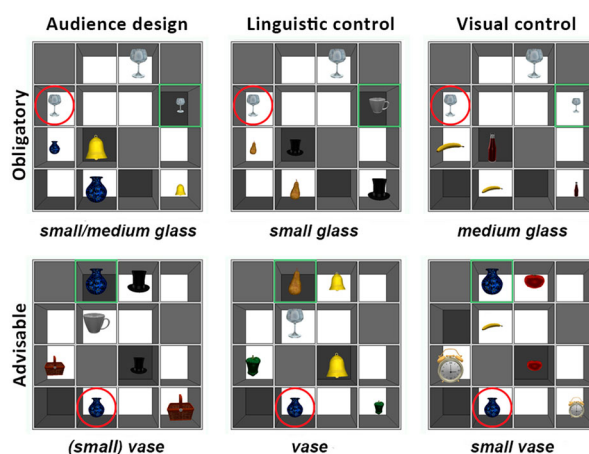 Audience design Linguistic control Visual control
Obligatory
small/medium glass small glass medium glass
Advisable
(small) vase vase small vase